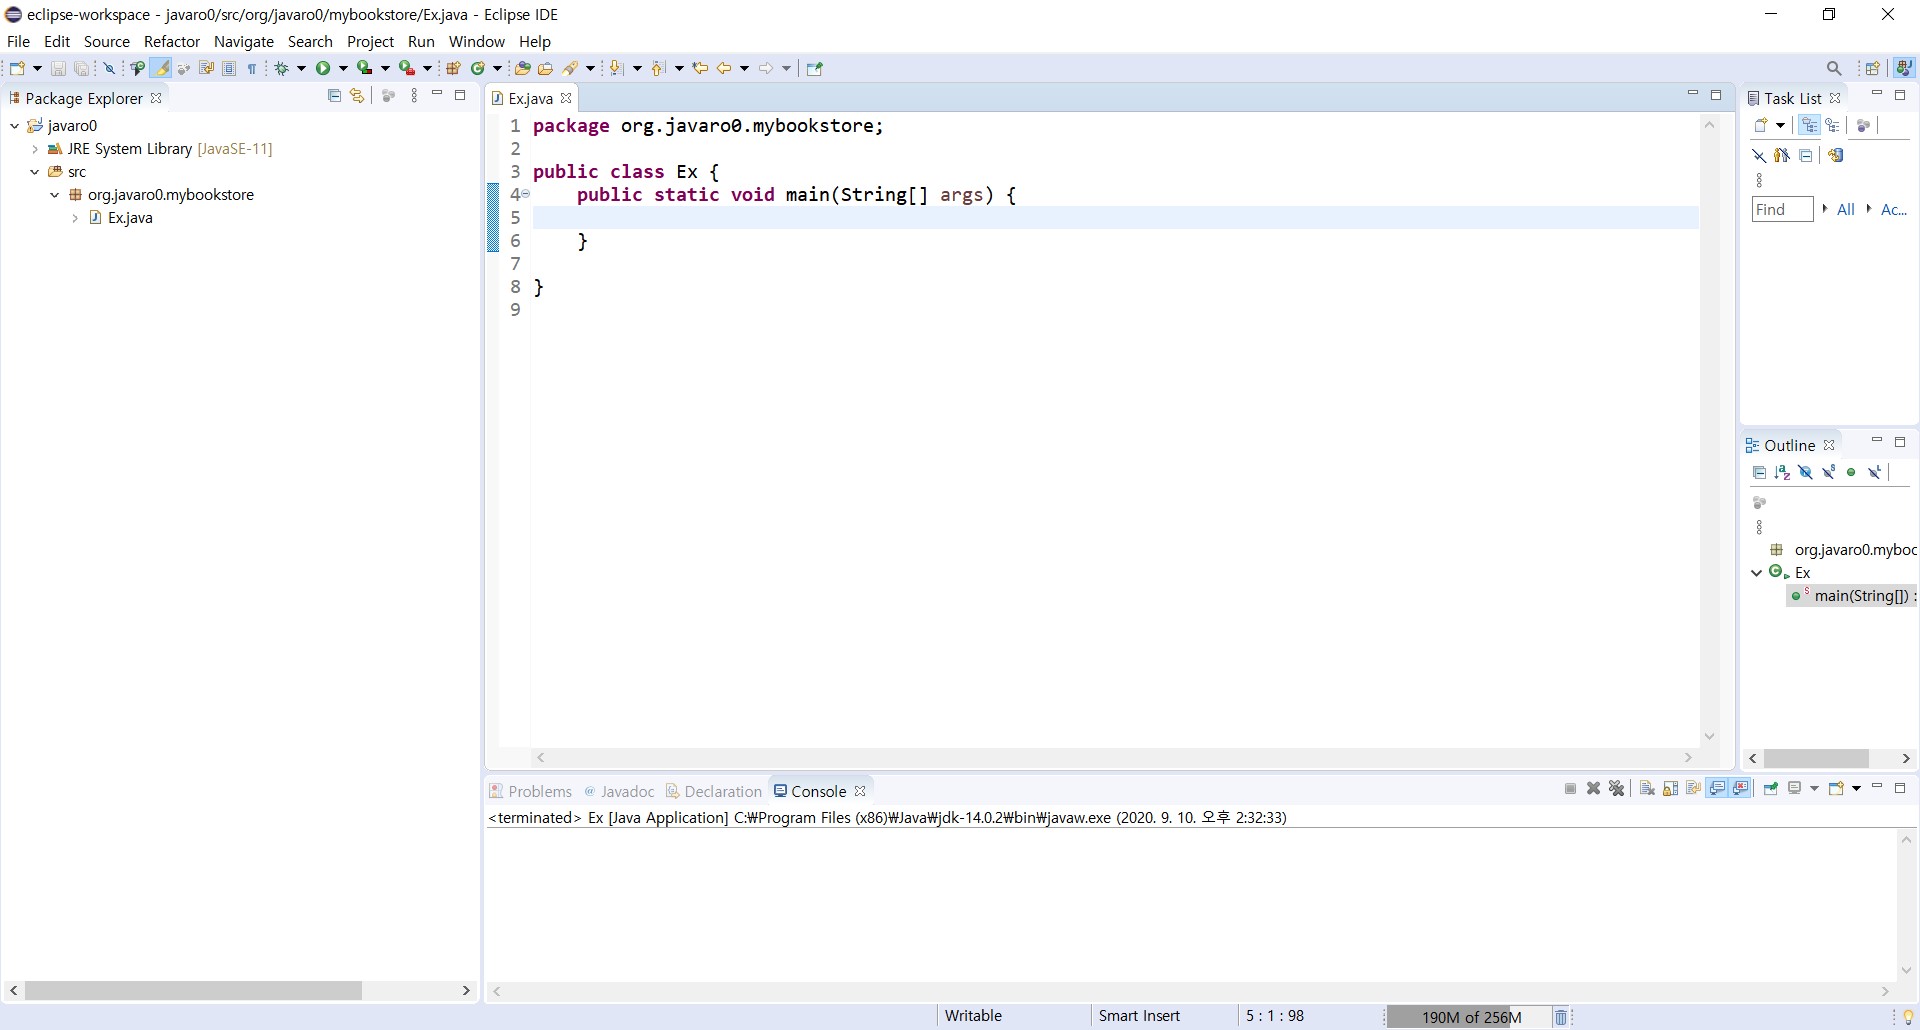 eclipse-workspace - javaro0/src/org/javaro0/mybookstore/Ex.java - Eclipse IDE
File Edit Source Refactor Navigate Search Project Run Window Help
Package Explorer
javaro0
JRE System Library [JavaSE-11]
src
org.javaro0.mybookstore
Ex.java
Ex.java
1 package org.javaro0.mybookstore;
2
3 public class Ex {
4 public static void main(String[] args) {
5
6 }
7
8 }
9
Task List
Find All Ac...
Outline
org.javaro0.myboc
Ex
main(String[]) :
Problems Javadoc Declaration Console
<terminated> Ex [Java Application] C:₩Program Files (x86)₩Java₩jdk-14.0.2₩bin₩javaw.exe (2020. 9. 10. 오후 2:32:33)
Writable Smart Insert 5 : 1 : 98 190M of 256M